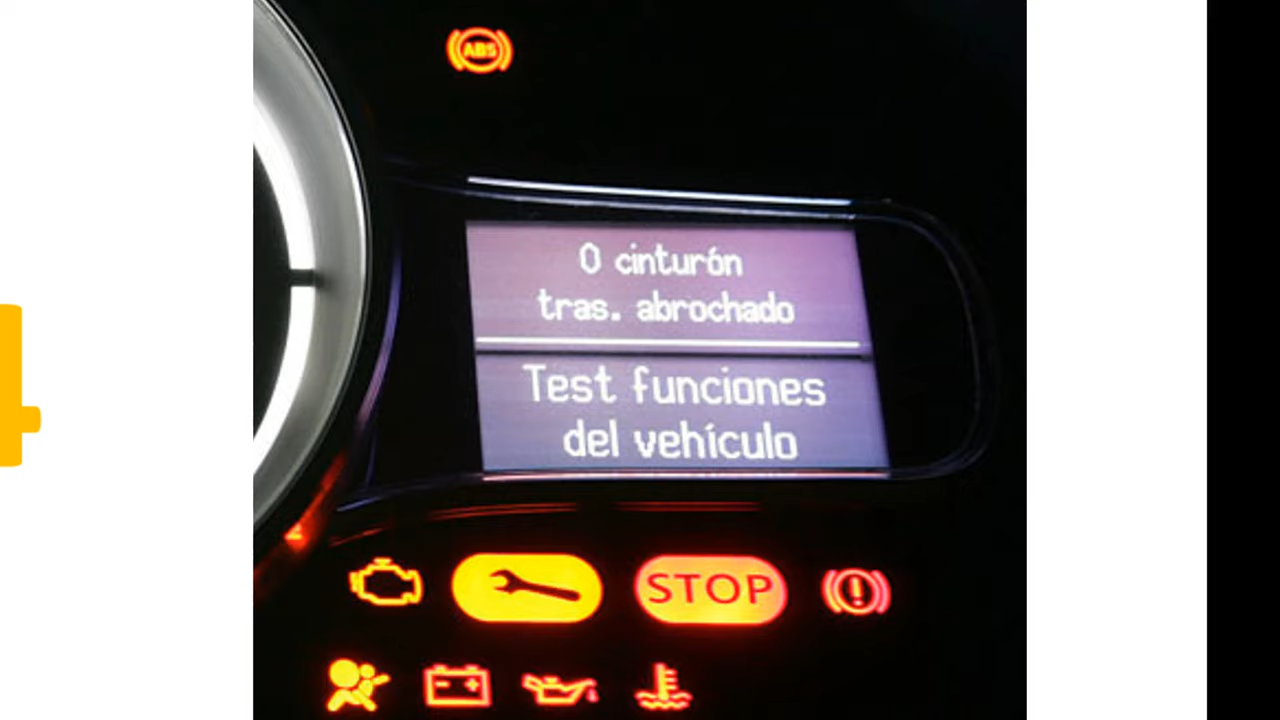 ABS
0 cinturón
tras. abrochado
Test funciones
del vehículo
STOP